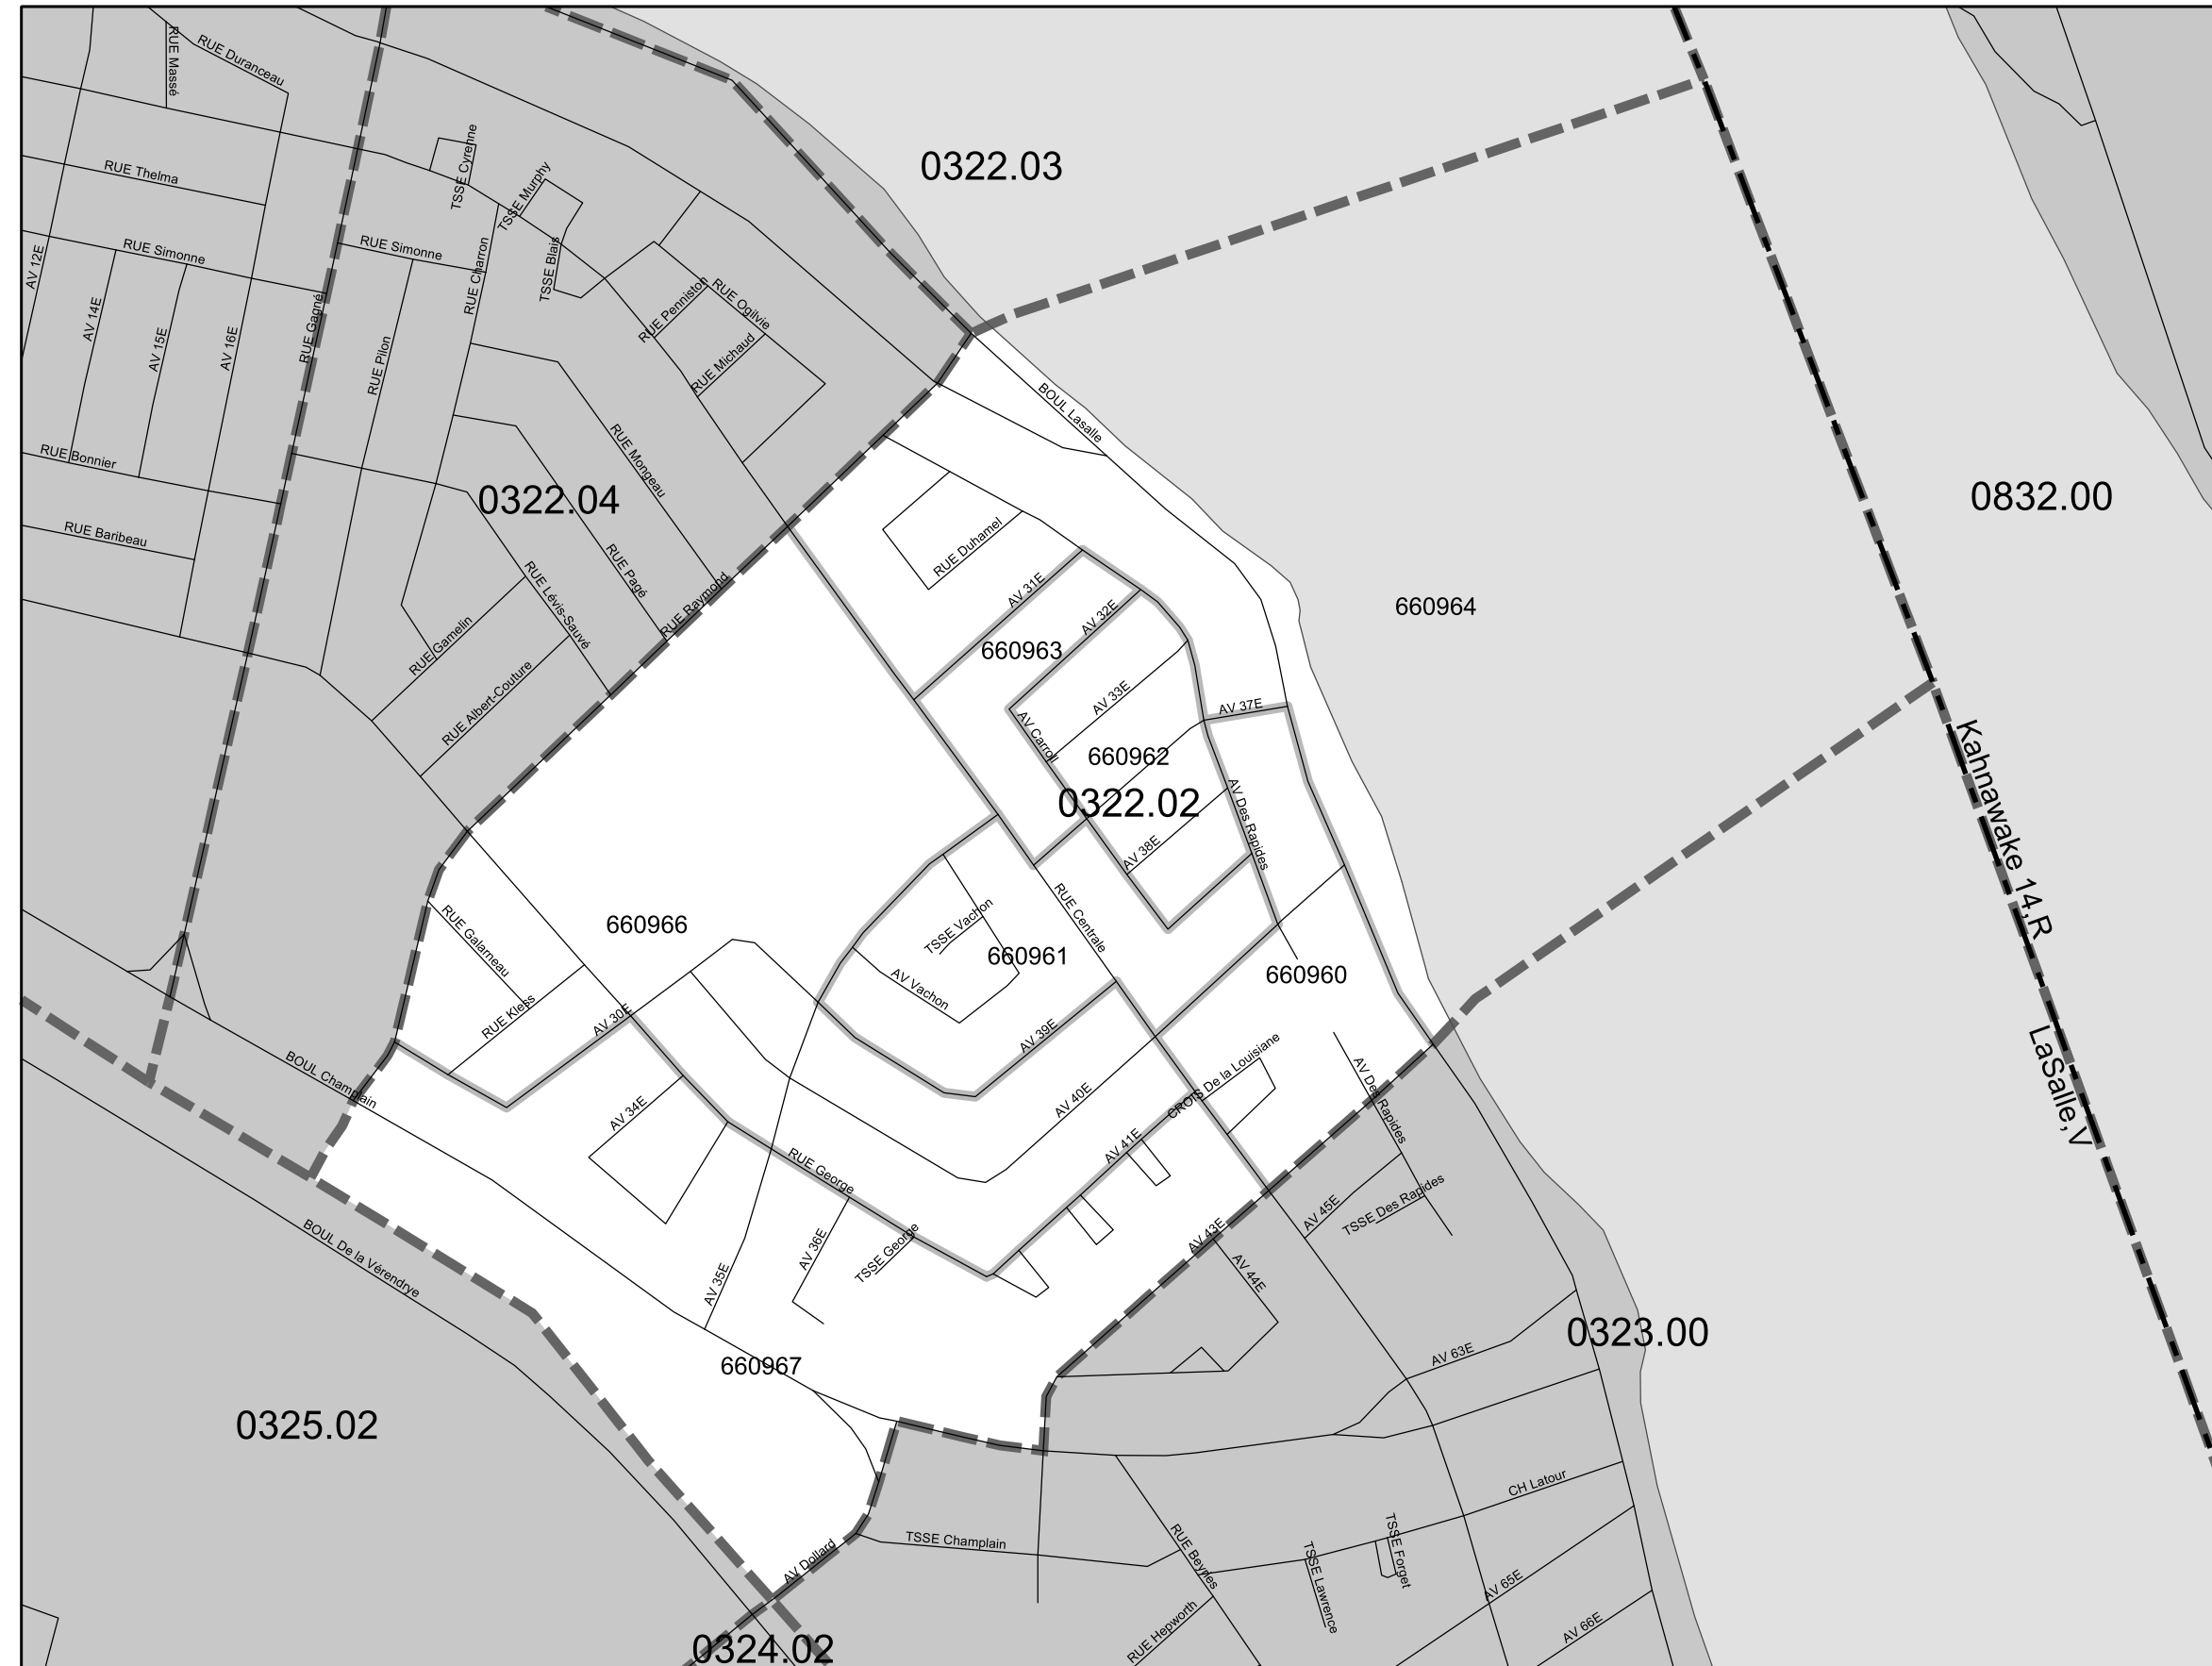 RUE Massé
RUE Duranceau
TSSE Cyrenne
TSSE Murphy
0322.03
RUE Thelma
RUE Simonne
RUE Simonne
RUE Charron
TSSE Blais
AV 12E
AV 14E
AV 15E
AV 16E
RUE Gagné
RUE Pilon
RUE Penniston
RUE Ogilvie
RUE Michaud
BOUL Lasalle
RUE Bonnier
RUE Mongeau
0322.04
0832.00
RUE Baribeau
RUE Duhamel
RUE Pagé
RUE Lévis-Sauvé
RUE Raymond
AV 31E
AV 32E
660964
RUE Gamelin
660963
RUE Albert-Couture
AV 33E
AV 37E
AV Carroll
660962
Kahnawake 14,R
0322.02
AV Des Rapides
AV 38E
RUE Galarneau
660966
TSSE Vachon
RUE Centrale
660961
AV Vachon
660960
RUE Kless
AV 30E
AV 39E
LaSalle,V
BOUL Champlain
AV 34E
AV 40E
CROIS De la Louisiane
AV Des Rapides
AV 41E
RUE George
AV 45E
TSSE Des Rapides
BOUL De la Vérendrye
AV 35E
AV 36E
TSSE George
AV 43E
AV 44E
0323.00
AV 63E
660967
0325.02
CH Latour
TSSE Champlain
AV Dollard
RUE Beynes
TSSE Lawrence
TSSE Forget
AV 65E
0324.02
RUE Hepworth
AV 66E